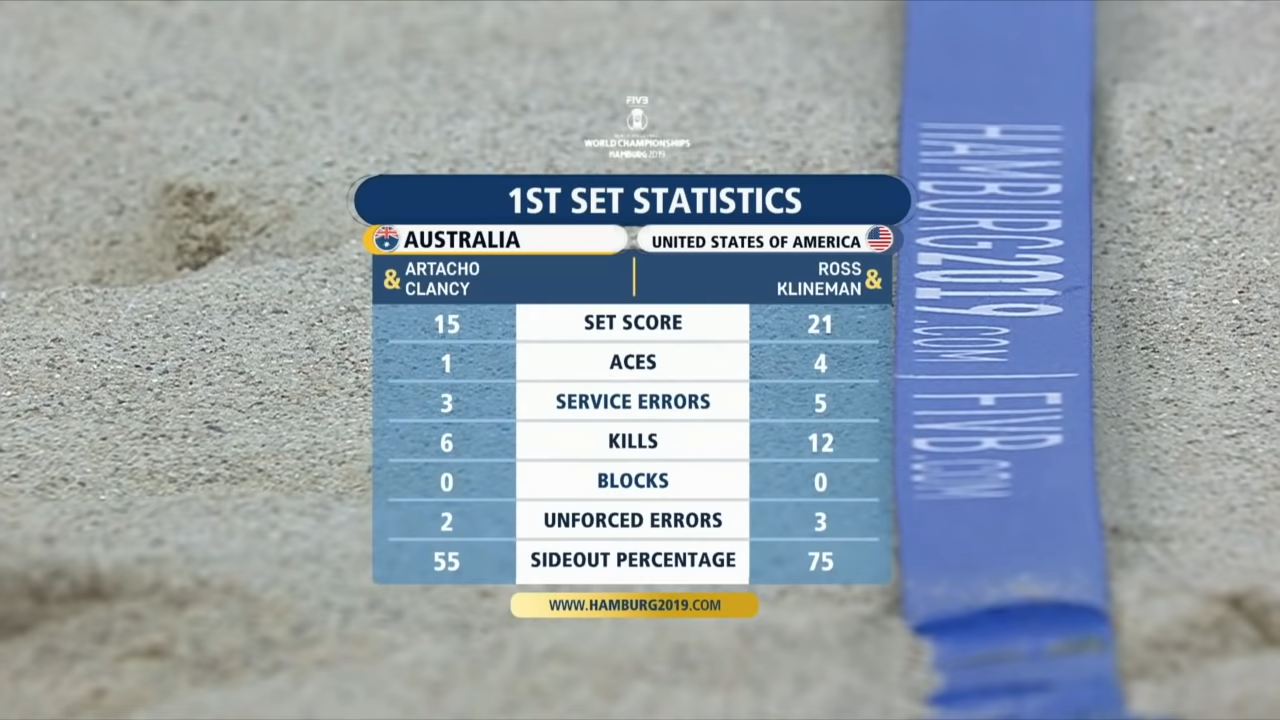 FIVB
WORLD CHAMPIONSHIPS
HAMBURG 2019
1ST SET STATISTICS
AUSTRALIA
UNITED STATES OF AMERICA
& ARTACHO
CLANCY
ROSS &
KLINEMAN
15 SET SCORE 21
1 ACES 4
3 SERVICE ERRORS 5
6 KILLS 12
0 BLOCKS 0
2 UNFORCED ERRORS 3
55 SIDEOUT PERCENTAGE 75
WWW.HAMBURG2019.COM
HAMBURG2019.COM | FIVB.COM